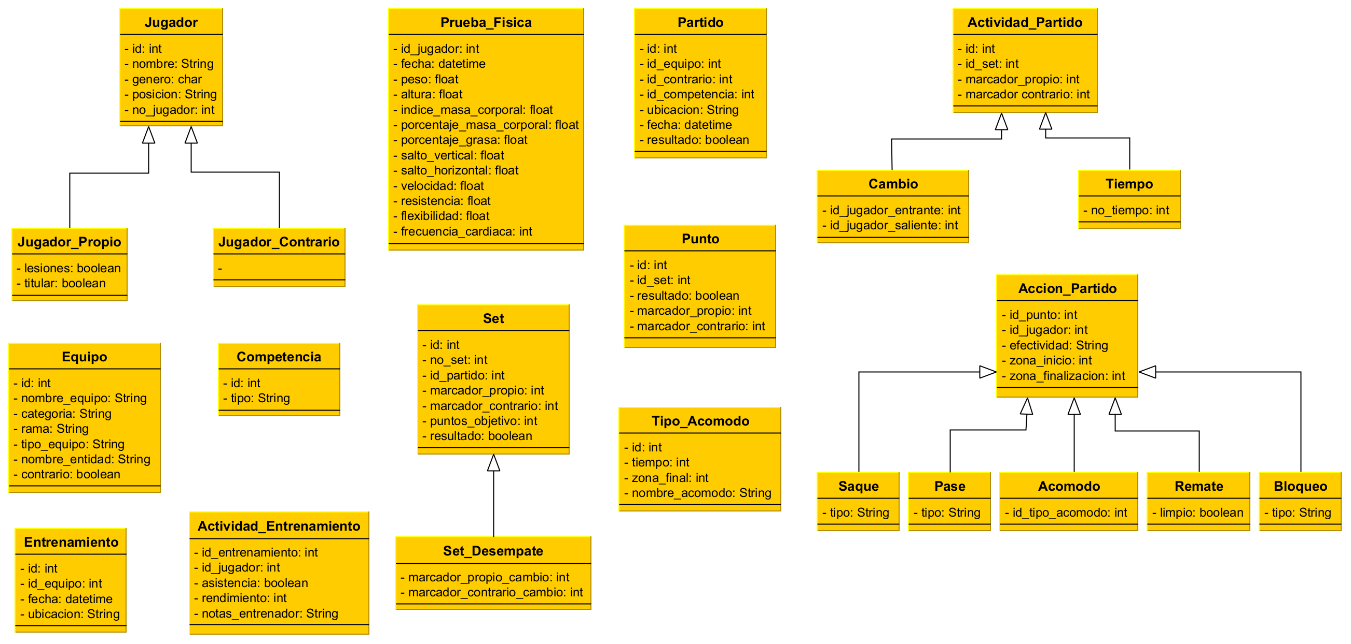 Jugador
- id: int
- nombre: String
- genero: char
- posicion: String
- no_jugador: int
Jugador_Propio
- lesiones: boolean
- titular: boolean
Jugador_Contrario
-
Prueba_Fisica
- id_jugador: int
- fecha: datetime
- peso: float
- altura: float
- indice_masa_corporal: float
- porcentaje_masa_corporal: float
- porcentaje_grasa: float
- salto_vertical: float
- salto_horizontal: float
- velocidad: float
- resistencia: float
- flexibilidad: float
- frecuencia_cardiaca: int
Partido
- id: int
- id_equipo: int
- id_contrario: int
- id_competencia: int
- ubicacion: String
- fecha: datetime
- resultado: boolean
Actividad_Partido
- id: int
- id_set: int
- marcador_propio: int
- marcador contrario: int
Cambio
- id_jugador_entrante: int
- id_jugador_saliente: int
Tiempo
- no_tiempo: int
Punto
- id: int
- id_set: int
- resultado: boolean
- marcador_propio: int
- marcador_contrario: int
Accion_Partido
- id_punto: int
- id_jugador: int
- efectividad: String
- zona_inicio: int
- zona_finalizacion: int
Equipo
- id: int
- nombre_equipo: String
- categoria: String
- rama: String
- tipo_equipo: String
- nombre_entidad: String
- contrario: boolean
Competencia
- id: int
- tipo: String
Set
- id: int
- no_set: int
- id_partido: int
- marcador_propio: int
- marcador_contrario: int
- puntos_objetivo: int
- resultado: boolean
Tipo_Acomodo
- id: int
- tiempo: int
- zona_final: int
- nombre_acomodo: String
Saque
- tipo: String
Pase
- tipo: String
Acomodo
- id_tipo_acomodo: int
Remate
- limpio: boolean
Bloqueo
- tipo: String
Entrenamiento
- id: int
- id_equipo: int
- fecha: datetime
- ubicacion: String
Actividad_Entrenamiento
- id_entrenamiento: int
- id_jugador: int
- asistencia: boolean
- rendimiento: int
- notas_entrenador: String
Set_Desempate
- marcador_propio_cambio: int
- marcador_contrario_cambio: int